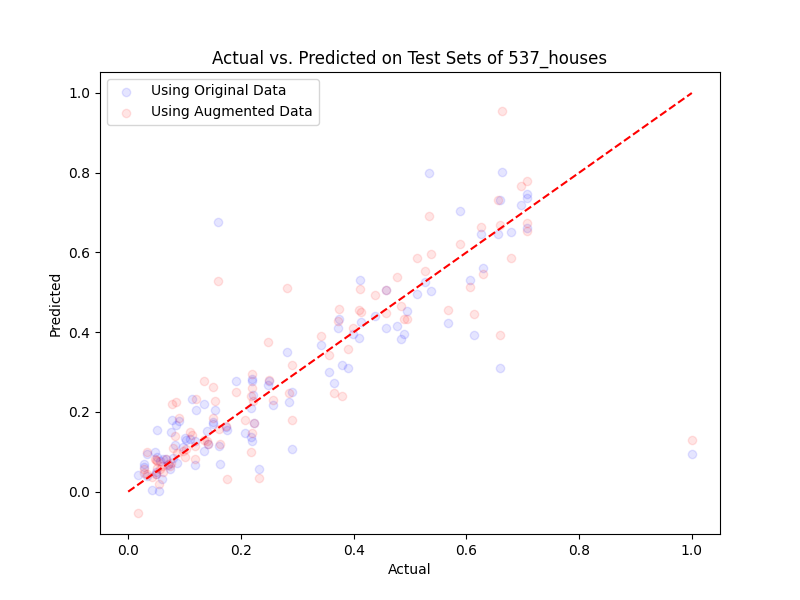 Actual vs. Predicted on Test Sets of 537_houses
Using Original Data
Using Augmented Data
1.0
0.8
0.6
0.4
0.2
0.0
Predicted
0.0 0.2 0.4 0.6 0.8 1.0
Actual